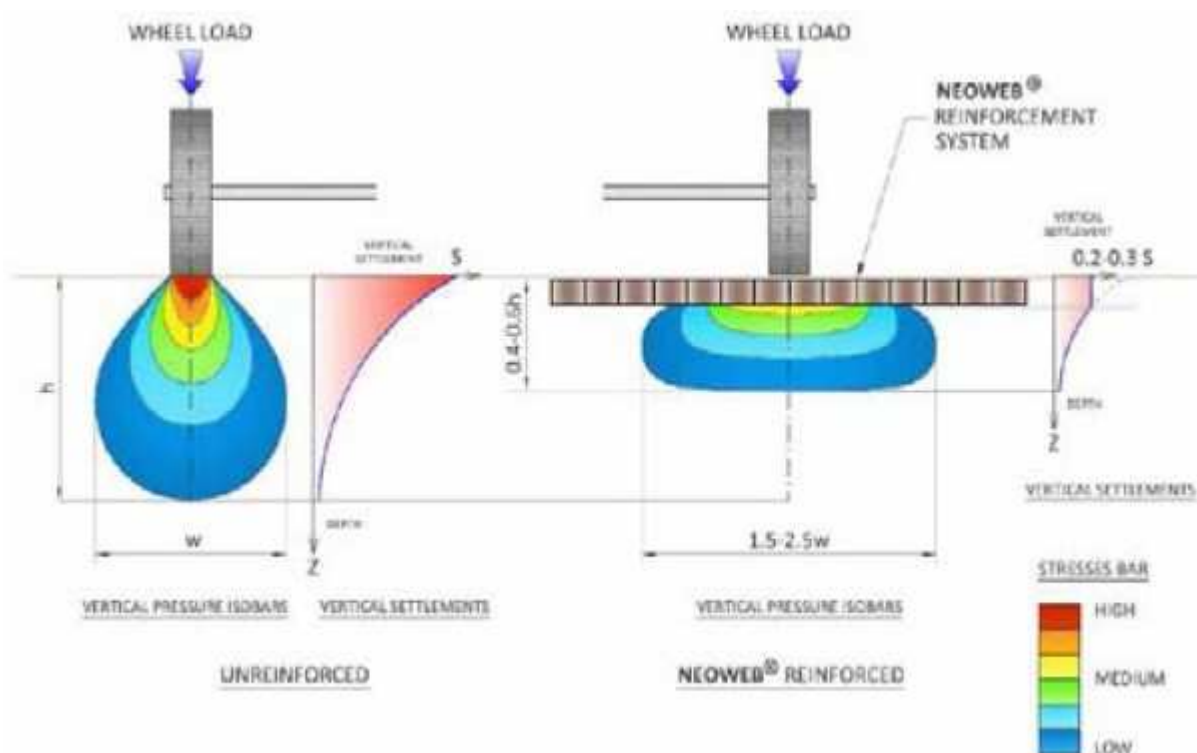 WHEEL LOAD
WHEEL LOAD
NEOWEB®
REINFORCEMENT
SYSTEM
VERTICAL
SETTLEMENT
S
VERTICAL
SETTLEMENT
0.2-0.3 S
h
0.4-0.6h
DEPTH
Z
DEPTH
Z
w
1.5-2.5w
VERTICAL SETTLEMENTS
VERTICAL PRESSURE ISOBARS
VERTICAL SETTLEMENTS
VERTICAL PRESSURE ISOBARS
UNREINFORCED
NEOWEB® REINFORCED
STRESSES BAR
HIGH
MEDIUM
LOW